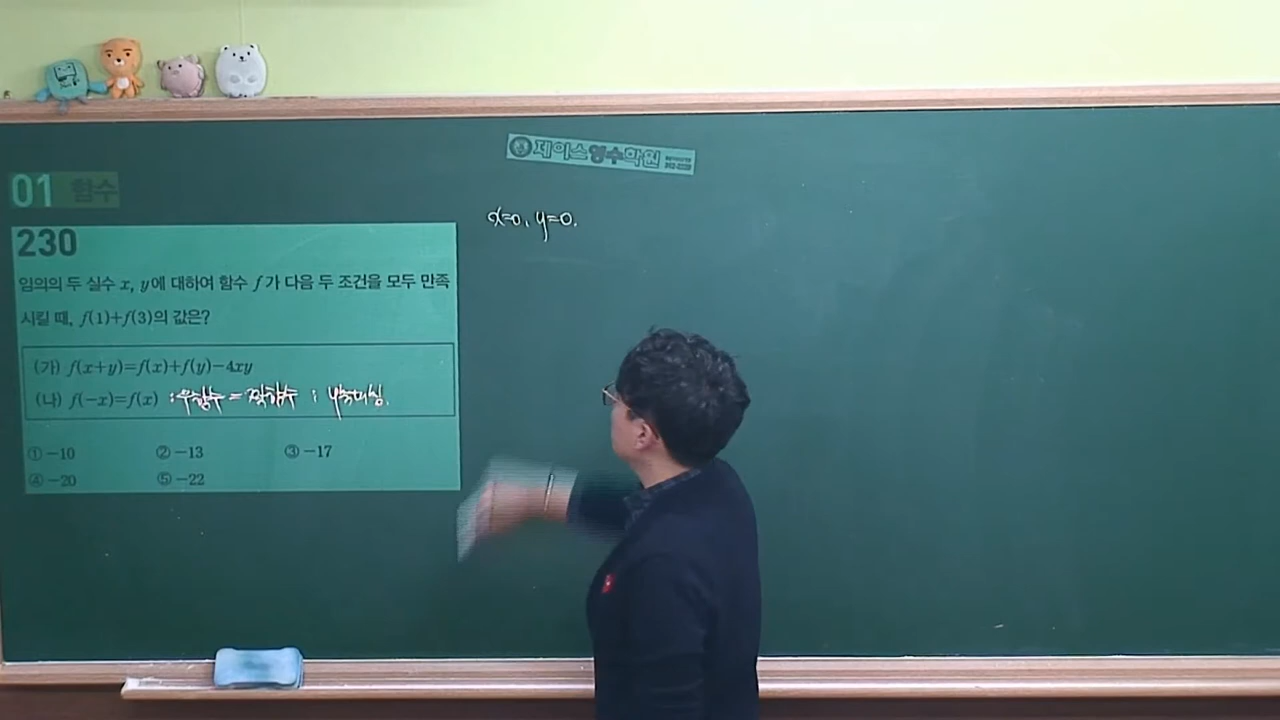 제이스영수학원
01 함수
x=0, y=0.
230
임의의 두 실수 x, y에 대하여 함수 f가 다음 두 조건을 모두 만족
시킬 때, f(1)+f(3)의 값은?
(가) f(x+y)=f(x)+f(y)-4xy
(나) f(-x)=f(x) : 우함수 = 짝함수 : y축대칭.
① -10 ② -13 ③ -17
④ -20 ⑤ -22